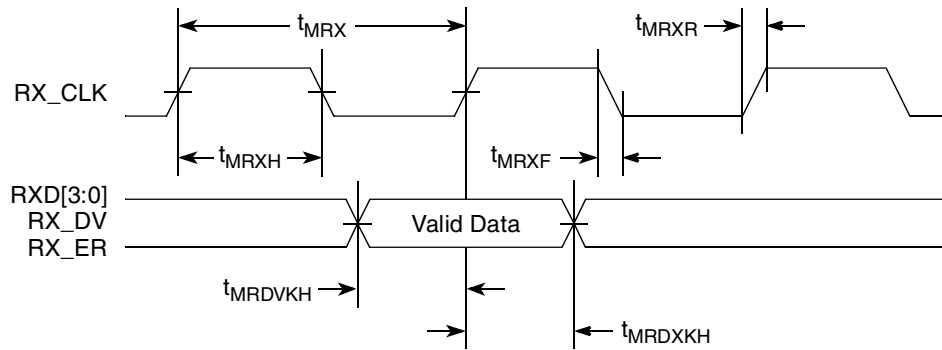 tMRX
tMRXR
RX_CLK
tMRXH
tMRXF
RXD[3:0]
RX_DV
Valid Data
RX_ER
tMRDVKH
tMRDXKH